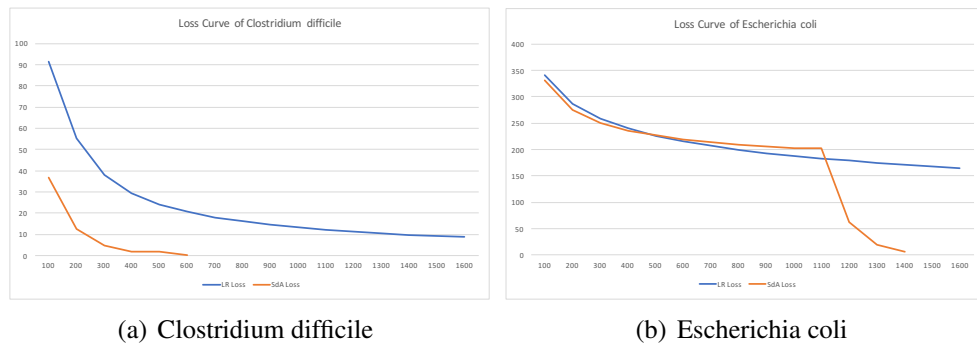 Loss Curve of Clostridium difficile
100
90
80
70
60
50
40
30
20
10
0
100 200 300 400 500 600 700 800 900 1000 1100 1200 1300 1400 1600
LR Loss SdA Loss
(a) Clostridium difficile
Loss Curve of Escherichia coli
400
350
300
250
200
150
100
50
0
100 200 300 400 500 600 700 800 900 1000 1100 1200 1300 1400 1600
LR Loss SdA Loss
(b) Escherichia coli